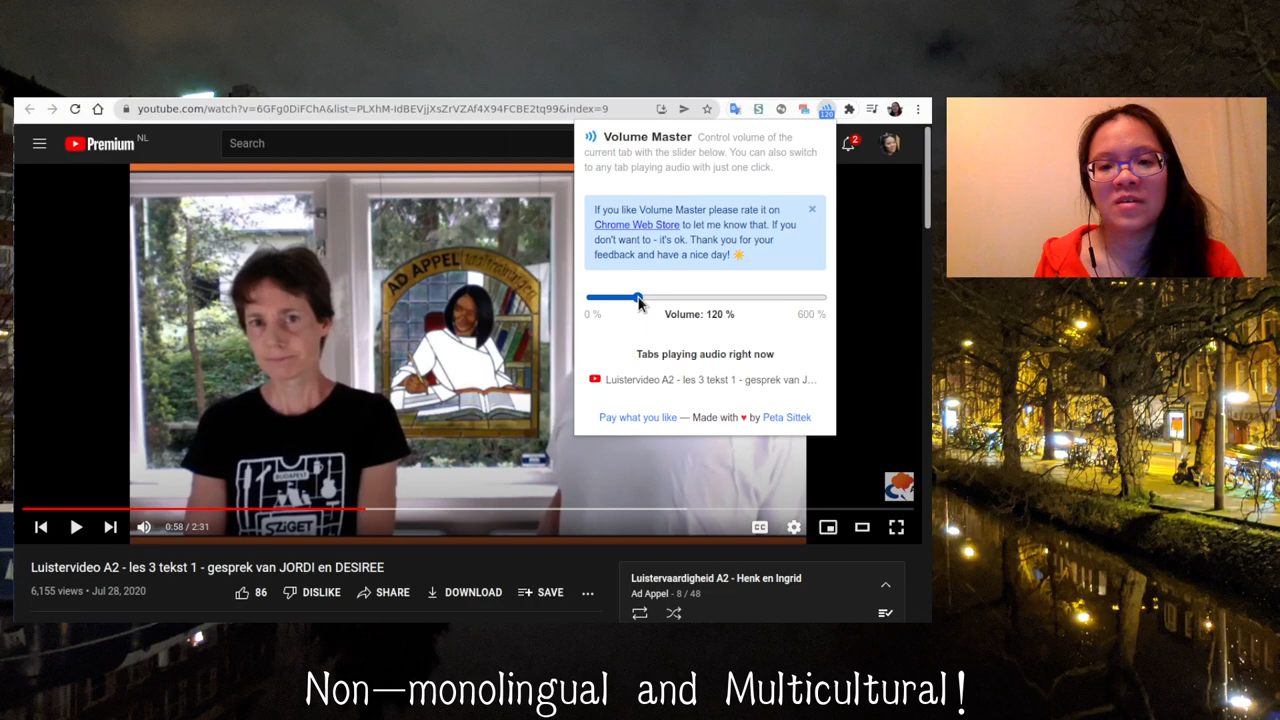 youtube.com/watch?v=6GFg0DiFChA&list=PLXhM-IdBEVjjXsZrVZAf4X94FCBE2tq99&index=9
120
Premium NL
Search
2
Volume Master Control volume of the
current tab with the slider below. You can also switch
to any tab playing audio with just one click.
If you like Volume Master please rate it on
Chrome Web Store to let me know that. If you
don't want to - it's ok. Thank you for your
feedback and have a nice day! ☀️
0 % Volume: 120 % 600 %
Tabs playing audio right now
Luistervideo A2 - les 3 tekst 1 - gesprek van J...
Pay what you like — Made with ♥ by Peta Sittek
AD APPEL taaltrainingen
BUDAPEST
SZiGET
0:58 / 2:31
CC
Luistervideo A2 - les 3 tekst 1 - gesprek van JORDI en DESIREE
6,155 views • Jul 28, 2020
86 DISLIKE SHARE DOWNLOAD SAVE ...
Luistervaardigheid A2 - Henk en Ingrid
Ad Appel - 8 / 48
Non-monolingual and Multicultural!